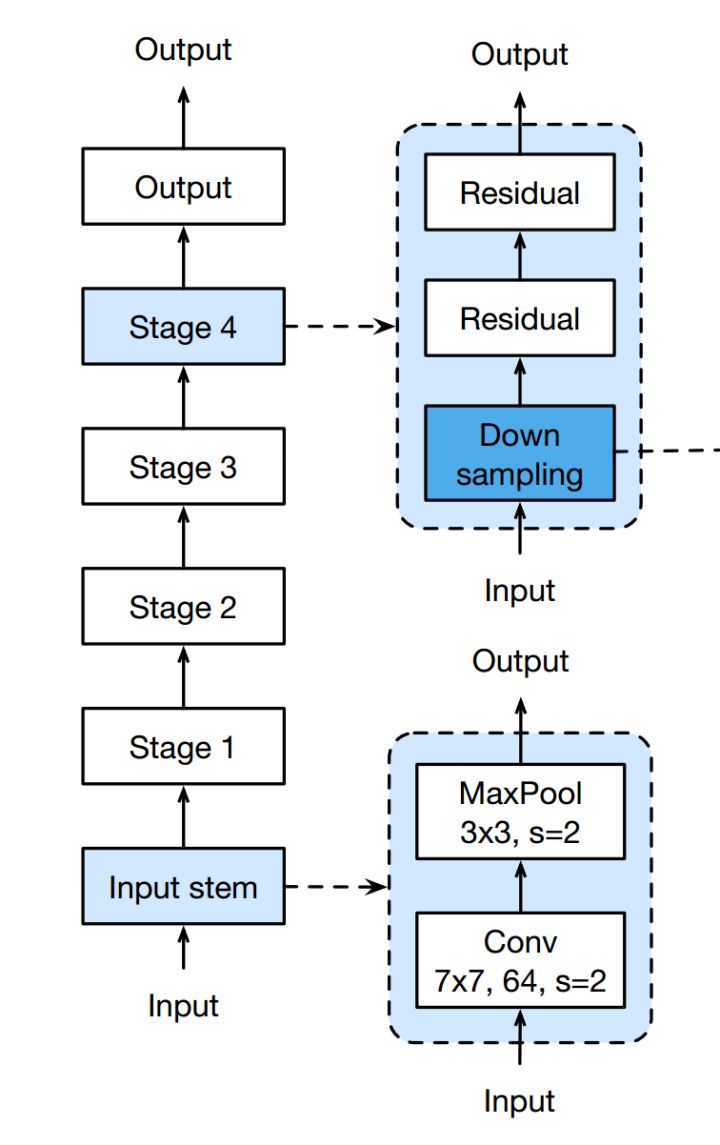 Output
Output
Stage 4
Stage 3
Stage 2
Stage 1
Input stem
Input
Output
Residual
Residual
Down
sampling
Input
Output
MaxPool
3x3, s=2
Conv
7x7, 64, s=2
Input